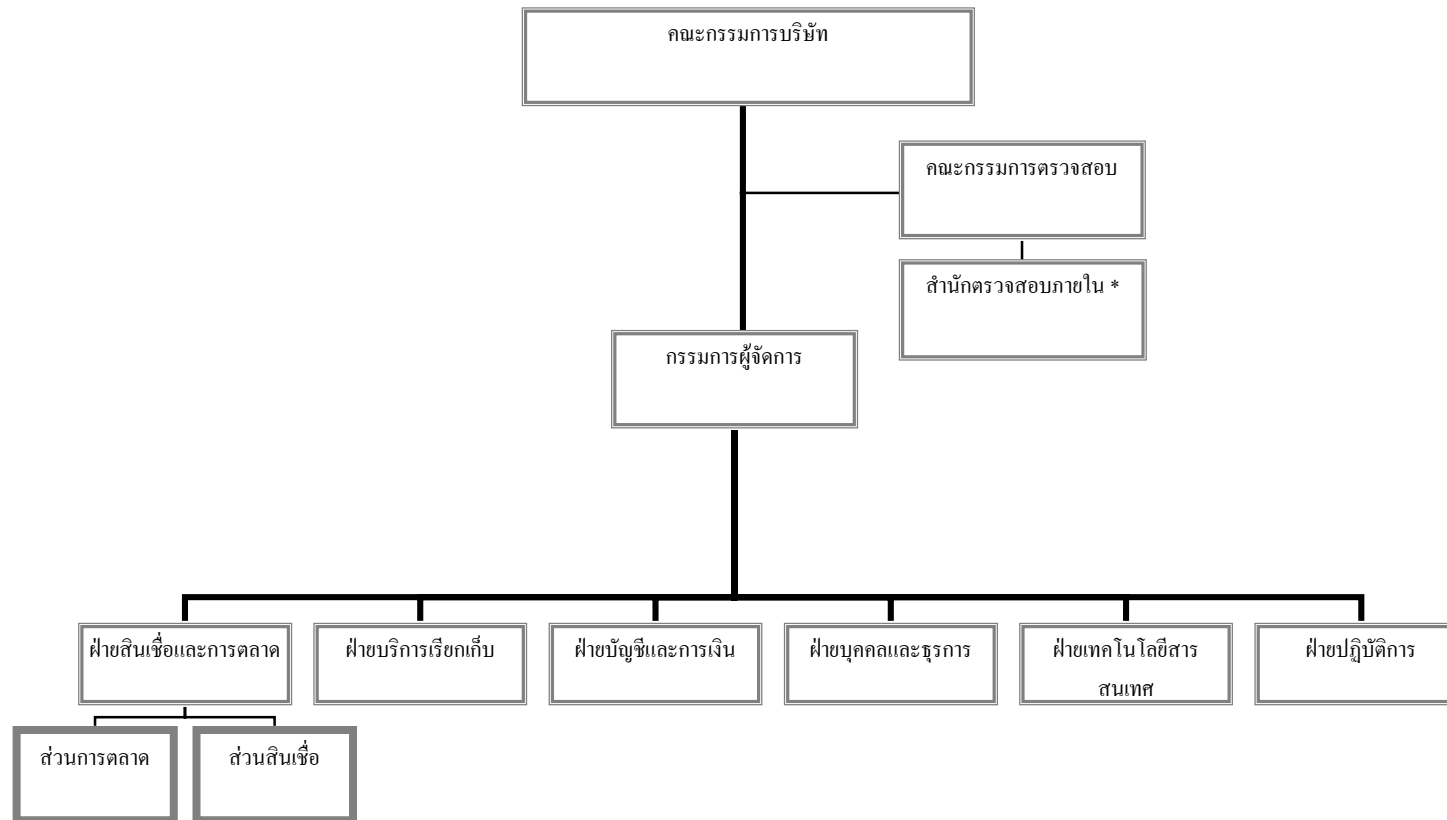 คณะกรรมการบริษัท
คณะกรรมการตรวจสอบ
สำนักตรวจสอบภายใน *
กรรมการผู้จัดการ
ฝ่ายสินเชื่อและการตลาด
ฝ่ายบริการเรียกเก็บ
ฝ่ายบัญชีและการเงิน
ฝ่ายบุคคลและธุรการ
ฝ่ายเทคโนโลยีสาร
สนเทศ
ฝ่ายปฏิบัติการ
ส่วนการตลาด
ส่วนสินเชื่อ